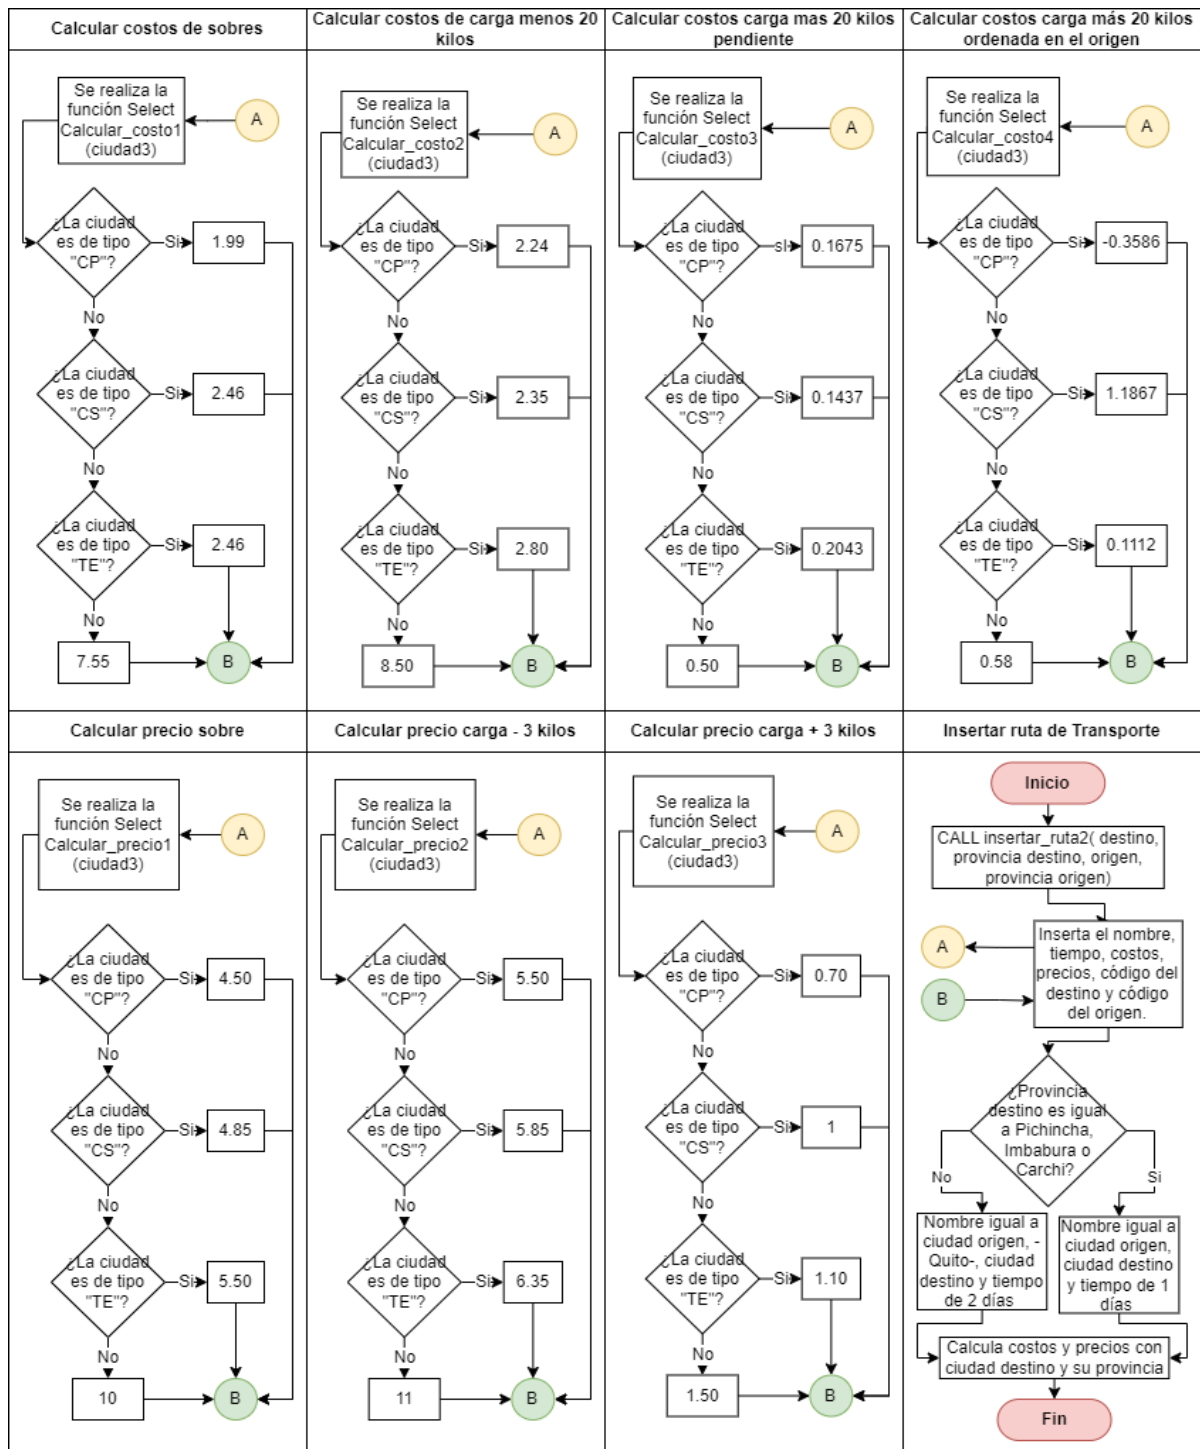 Calcular costos de sobres
Se realiza la
función Select
Calcular_costo1
(ciudad3)
A
¿La ciudad
es de tipo
"CP"?
Si
1.99
No
¿La ciudad
es de tipo
"CS"?
Si
2.46
No
¿La ciudad
es de tipo
"TE"?
Si
2.46
No
7.55
B
Calcular costos de carga menos 20
kilos
Se realiza la
función Select
Calcular_costo2
(ciudad3)
A
¿La ciudad
es de tipo
"CP"?
Si
2.24
No
¿La ciudad
es de tipo
"CS"?
Si
2.35
No
¿La ciudad
es de tipo
"TE"?
Si
2.80
No
8.50
B
Calcular costos carga mas 20 kilos
pendiente
Se realiza la
función Select
Calcular_costo3
(ciudad3)
A
¿La ciudad
es de tipo
"CP"?
sI
0.1675
No
¿La ciudad
es de tipo
"CS"?
Si
0.1437
No
¿La ciudad
es de tipo
"TE"?
Si
0.2043
No
0.50
B
Calcular costos carga más 20 kilos
ordenada en el origen
Se realiza la
función Select
Calcular_costo4
(ciudad3)
A
¿La ciudad
es de tipo
"CP"?
Si
-0.3586
No
¿La ciudad
es de tipo
"CS"?
Si
1.1867
No
¿La ciudad
es de tipo
"TE"?
Si
0.1112
No
0.58
B
Calcular precio sobre
Se realiza la
función Select
Calcular_precio1
(ciudad3)
A
¿La ciudad
es de tipo
"CP"?
Si
4.50
No
¿La ciudad
es de tipo
"CS"?
Si
4.85
No
¿La ciudad
es de tipo
"TE"?
Si
5.50
No
10
B
Calcular precio carga - 3 kilos
Se realiza la
función Select
Calcular_precio2
(ciudad3)
A
¿La ciudad
es de tipo
"CP"?
Si
5.50
No
¿La ciudad
es de tipo
"CS"?
Si
5.85
No
¿La ciudad
es de tipo
"TE"?
Si
6.35
No
11
B
Calcular precio carga + 3 kilos
Se realiza la
función Select
Calcular_precio3
(ciudad3)
A
¿La ciudad
es de tipo
"CP"?
Si
0.70
No
¿La ciudad
es de tipo
"CS"?
Si
1
No
¿La ciudad
es de tipo
"TE"?
Si
1.10
No
1.50
B
Insertar ruta de Transporte
Inicio
CALL insertar_ruta2( destino,
provincia destino, origen,
provincia origen)
A
B
Inserta el nombre,
tiempo, costos,
precios, código del
destino y código
del origen.
¿Provincia
destino es igual
a Pichincha,
Imbabura o
Carchi?
No
Si
Nombre igual a
ciudad origen, -
Quito-, ciudad
destino y tiempo
de 2 días
Nombre igual a
ciudad origen,
ciudad destino
y tiempo de 1
días
Calcula costos y precios con
ciudad destino y su provincia
Fin